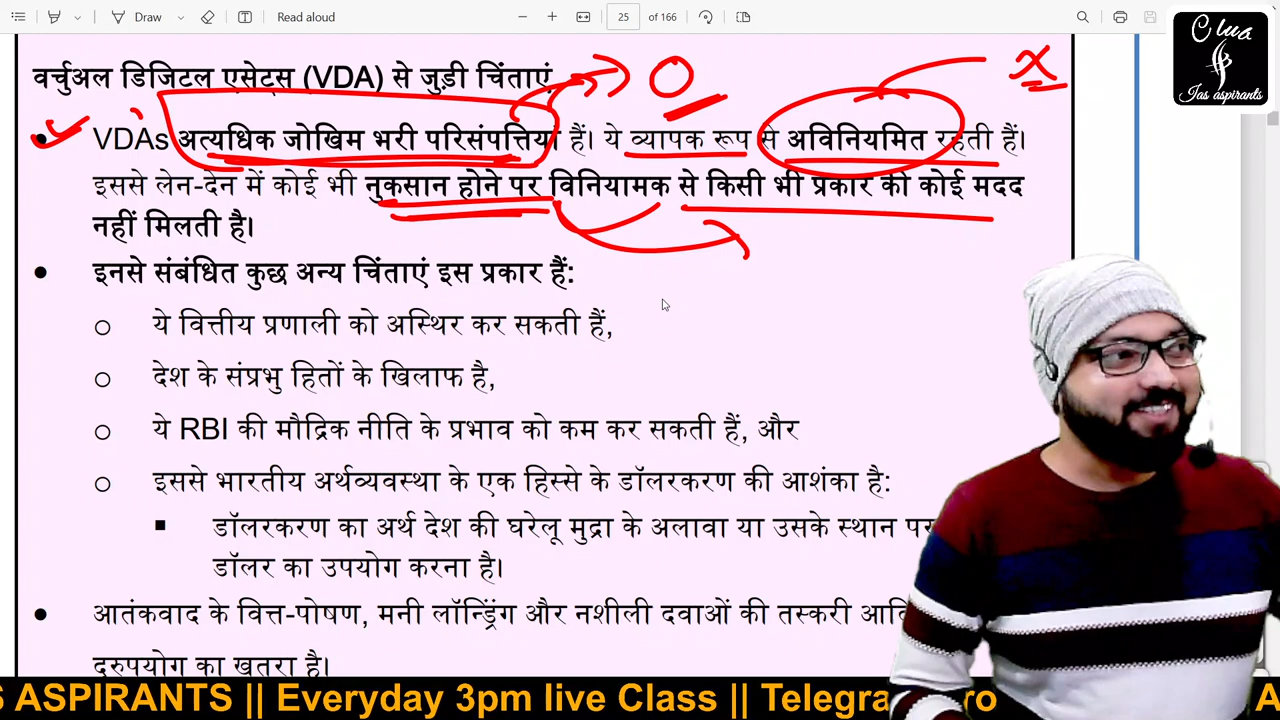 Draw
Read aloud
25
of 166
C lua
Ias aspirants
वर्चुअल डिजिटल एसेट्स (VDA) से जुड़ी चिंताएं
VDAs अत्यधिक जोखिम भरी परिसंपत्तियां हैं। ये व्यापक रूप से अविनियमित रहती हैं।
इससे लेन-देन में कोई भी नुकसान होने पर विनियामक से किसी भी प्रकार की कोई मदद
नहीं मिलती है।
इनसे संबंधित कुछ अन्य चिंताएं इस प्रकार हैं:
ये वित्तीय प्रणाली को अस्थिर कर सकती हैं,
देश के संप्रभु हितों के खिलाफ है,
ये RBI की मौद्रिक नीति के प्रभाव को कम कर सकती हैं, और
इससे भारतीय अर्थव्यवस्था के एक हिस्से के डॉलरकरण की आशंका है:
डॉलरकरण का अर्थ देश की घरेलू मुद्रा के अलावा या उसके स्थान पर
डॉलर का उपयोग करना है।
आतंकवाद के वित्त-पोषण, मनी लॉन्ड्रिंग और नशीली दवाओं की तस्करी
दुरुपयोग का खतरा है।
S ASPIRANTS || Everyday 3pm live Class || Telegra